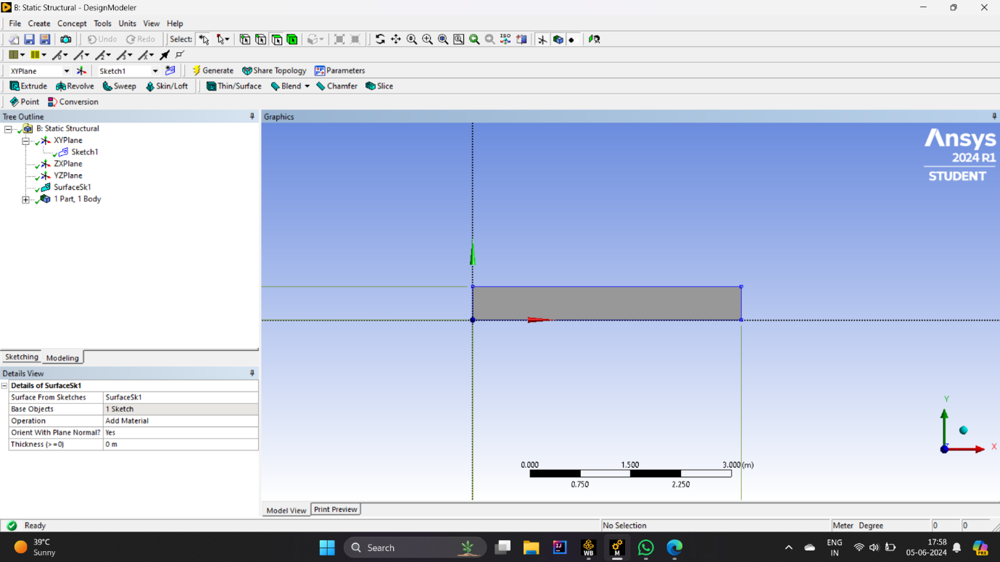 B: Static Structural - DesignModeler
File Create Concept Tools Units View Help
Undo Redo Select: ISO
XYPlane Sketch1 Generate Share Topology Parameters
Extrude Revolve Sweep Skin/Loft Thin/Surface Blend Chamfer Slice
Point Conversion
Tree Outline
B: Static Structural
XYPlane
Sketch1
ZXPlane
YZPlane
SurfaceSk1
1 Part, 1 Body
Sketching Modeling
Details View
Details of SurfaceSk1
Surface From Sketches SurfaceSk1
Base Objects 1 Sketch
Operation Add Material
Orient With Plane Normal? Yes
Thickness (>=0) 0 m
Graphics
Ansys
2024 R1
STUDENT
Y
X
0.000 1.500 3.000 (m)
0.750 2.250
Model View Print Preview
Ready No Selection Meter Degree 0 0
39°C
Sunny
Search
IJ
WB
M
ENG
IN
17:58
05-06-2024
PRE